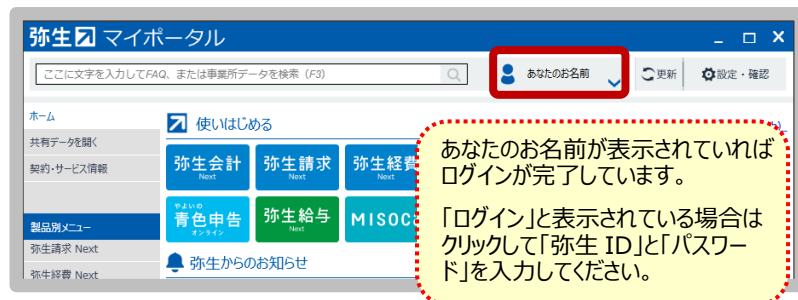 弥生 マイポータル
ここに文字を入力してFAQ、または事業所データを検索（F3）
あなたのお名前
更新
設定・確認
ホーム
共有データを開く
契約・サービス情報
製品別メニュー
弥生請求 Next
弥生経費 Next
使いはじめる
弥生会計
Next
弥生請求
Next
弥生経費
Next
やよいの
青色申告
オンライン
弥生給与
Next
MISOC
弥生からのお知らせ
あなたのお名前が表示されていれば
ログインが完了しています。
「ログイン」と表示されている場合は
クリックして「弥生 ID」と「パスワー
ド」を入力してください。